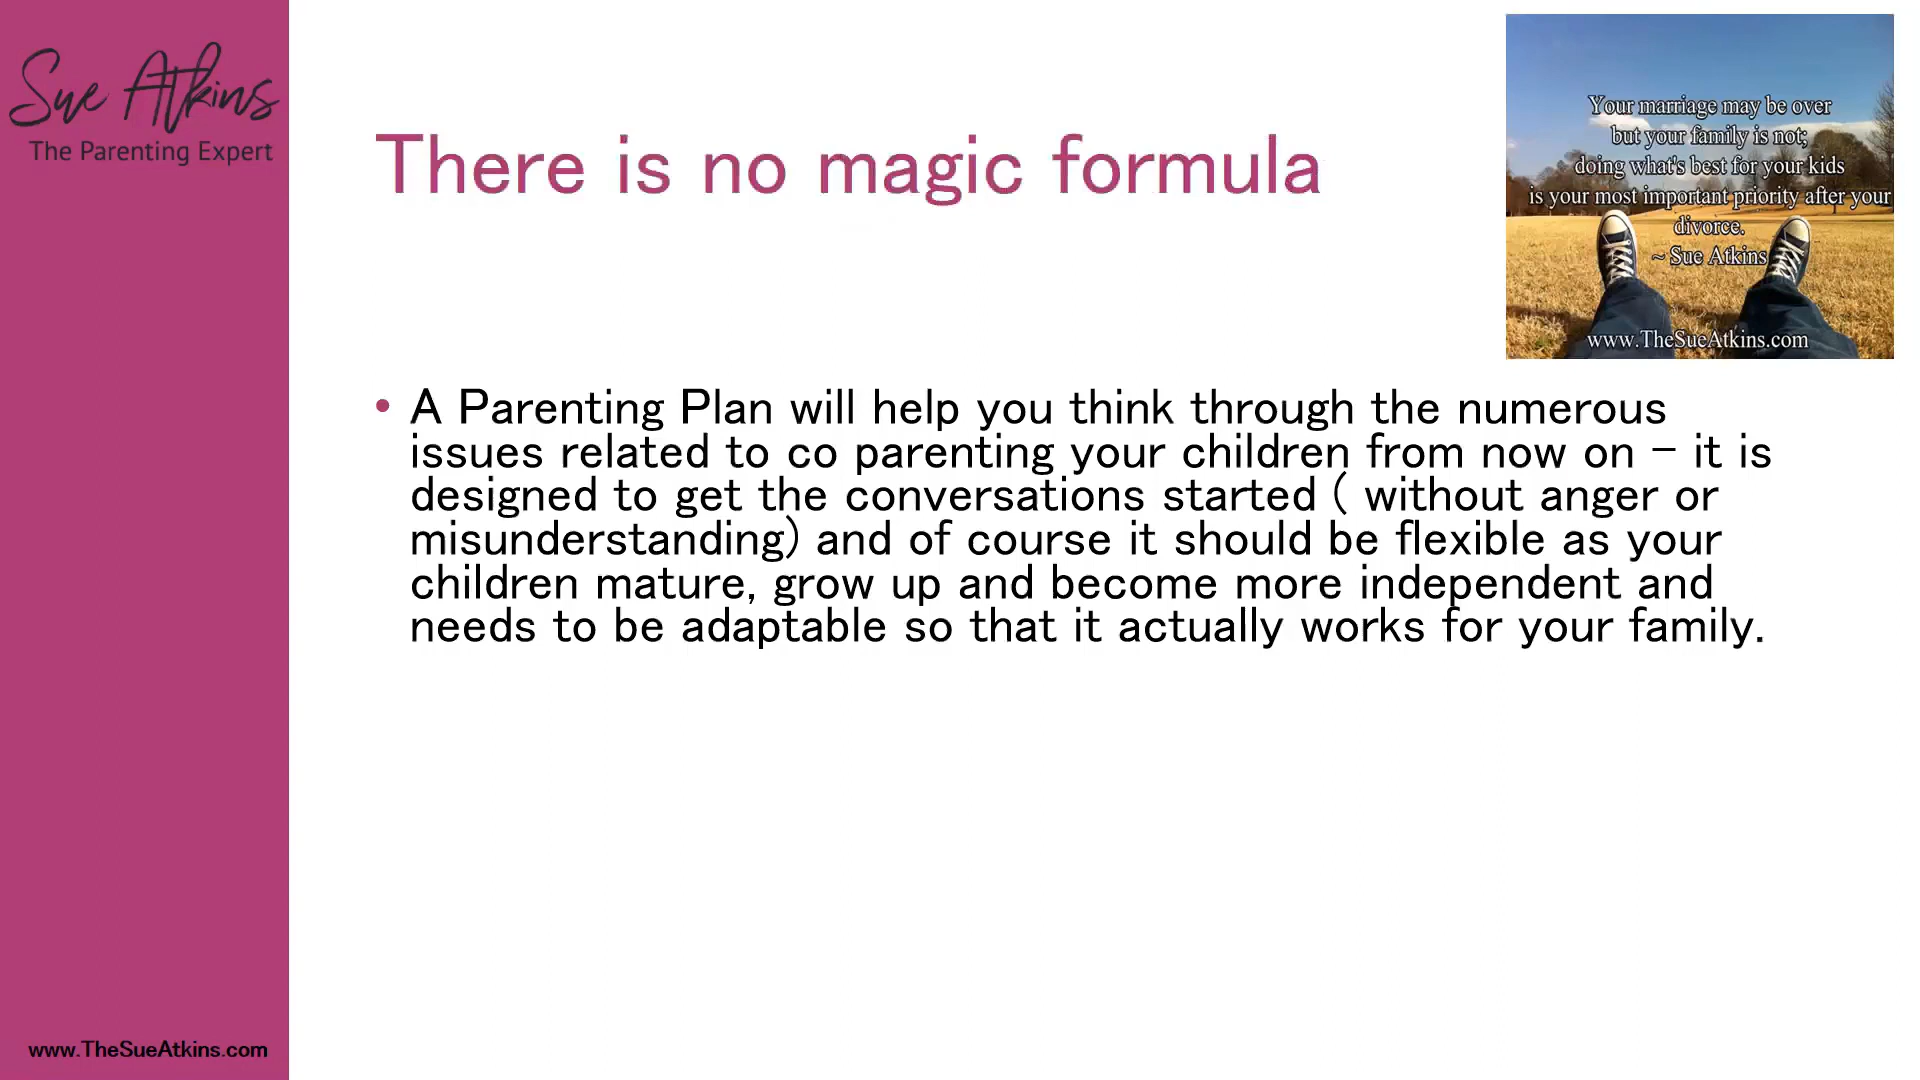 Sue Atkins
The Parenting Expert
There is no magic formula
Your marriage may be over
but your family is not;
doing what's best for your kids
is your most important priority after your
divorce.
~ Sue Atkins
www.TheSueAtkins.com
• A Parenting Plan will help you think through the numerous
issues related to co parenting your children from now on – it is
designed to get the conversations started ( without anger or
misunderstanding) and of course it should be flexible as your
children mature, grow up and become more independent and
needs to be adaptable so that it actually works for your family.
www.TheSueAtkins.com